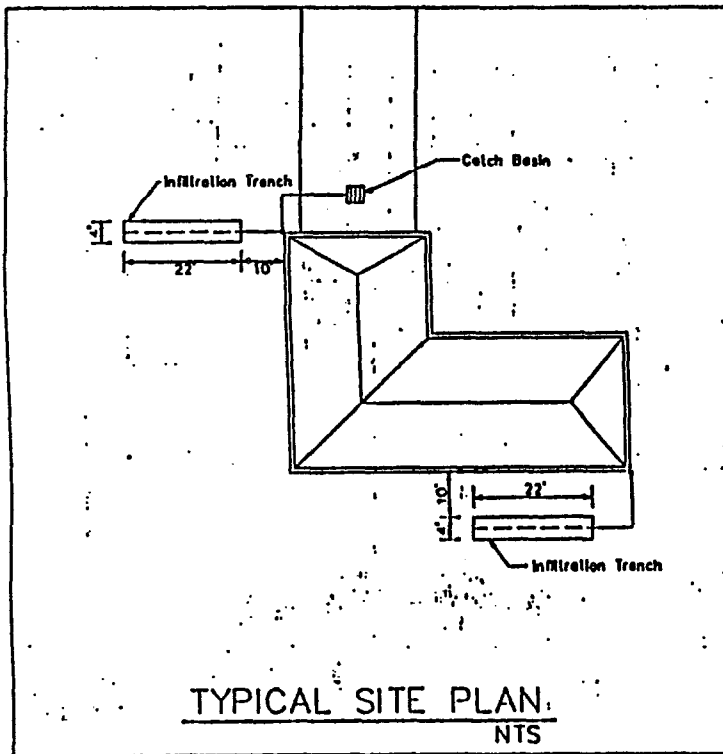 Catch Basin
Infiltration Trench
4'
22'
10'
10'
22'
4'
Infiltration Trench
TYPICAL SITE PLAN
NTS